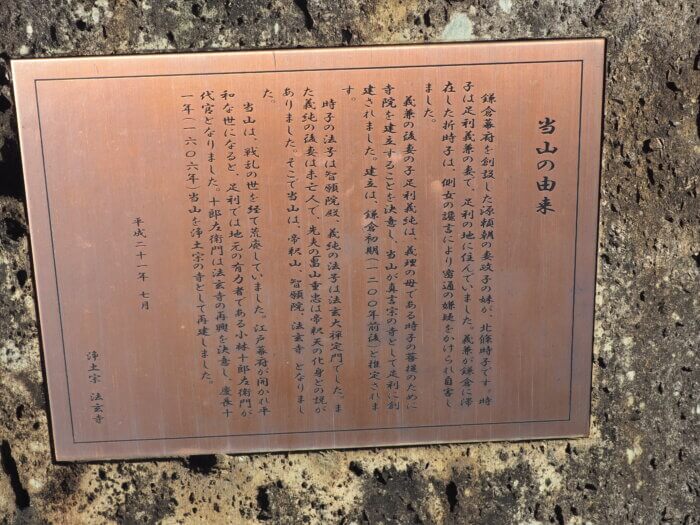 当山の由来
鎌倉幕府を創設した源頼朝の妻政子の妹が、北條時子です。時
子は足利義兼の妻で、足利の地に住んでいました。義兼が鎌倉に滞
在した折時子は、側女の讒言により密通の嫌疑をかけられ自害し
ました。
義兼の後妻の子足利義純は、義理の母である時子の菩提のために
寺院を建立することを決意し、当山が真言宗の寺として足利に創
建されました。建立は、鎌倉初期(一二〇〇年前後)と推定されま
す。
時子の法号は智願院殿、義純の法号は法玄大禅定門でした。ま
た義純の後妻は未亡人で、先夫の畠山重忠は帝釈天の化身との説が
ありました。そこで当山は、帝釈山、智願院、法玄寺 となりまし
た。
当山は、戦乱の世を経て荒廃していました。江戸幕府が開かれ平
和な世になると、足利では地元の有力者である小林十郎左衛門が
代官となりました。十郎左衛門は法玄寺の再興を決意し、慶長十
一年(一六〇六年)当山を浄土宗の寺として再建しました。
平成二十一年 七月
浄土宗 法玄寺